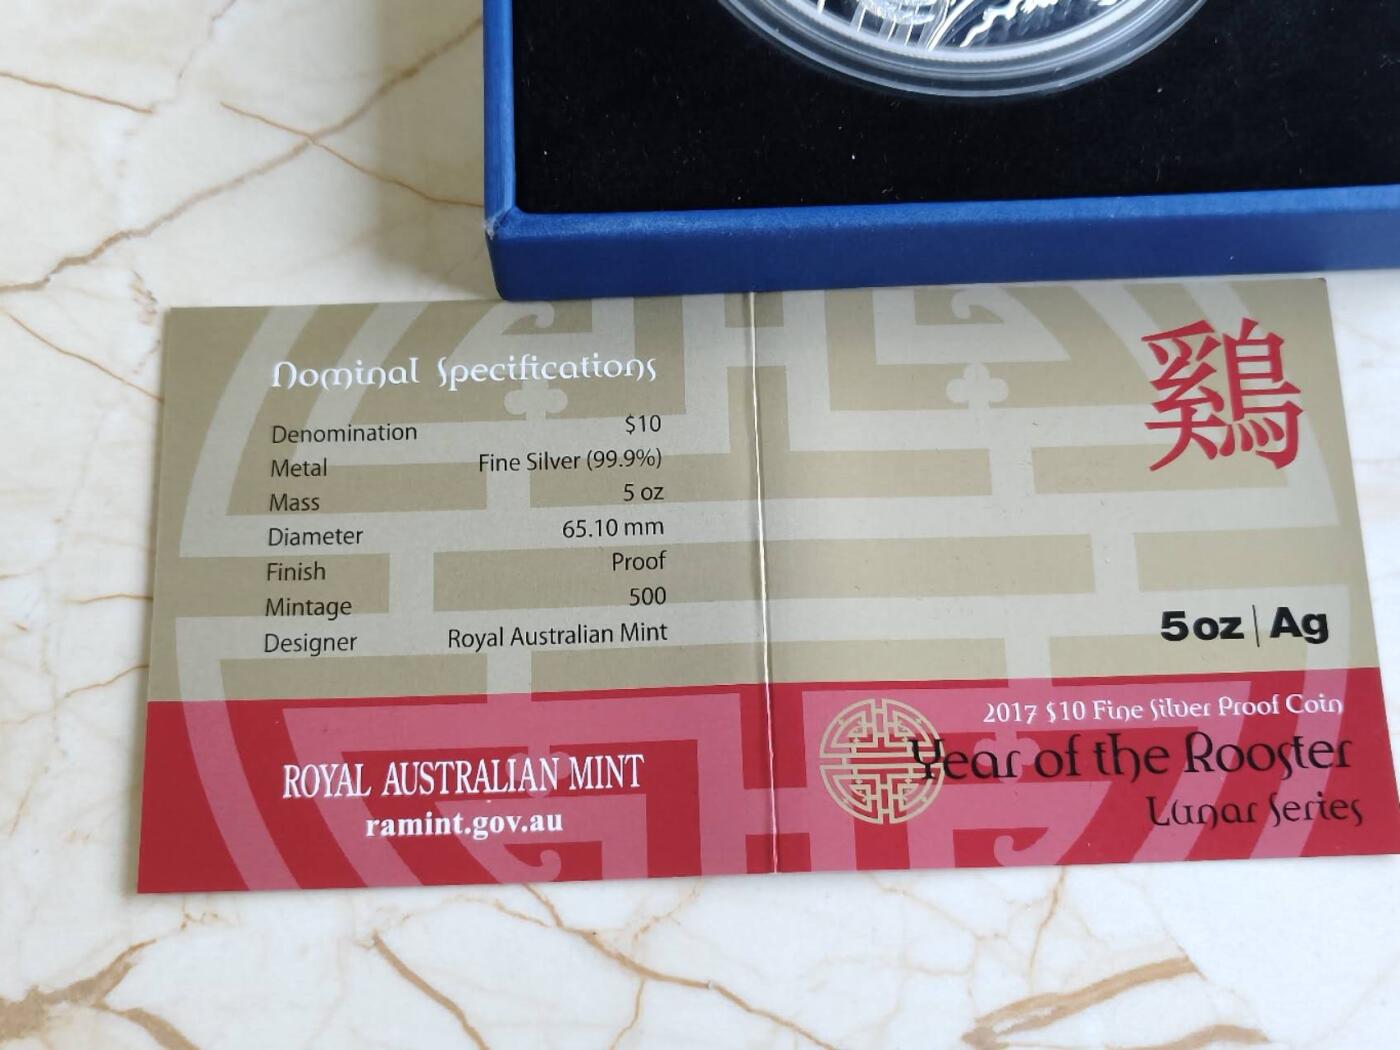 Nominal Specifications
Denomination $10
Metal Fine Silver (99.9%)
Mass 5 oz
Diameter 65.10 mm
Finish Proof
Mintage 500
Designer Royal Australian Mint
ROYAL AUSTRALIAN MINT
ramint.gov.au
鷄
5oz | Ag
2017 $10 Fine Silver Proof Coin
Year of the Rooster
Lunar Series